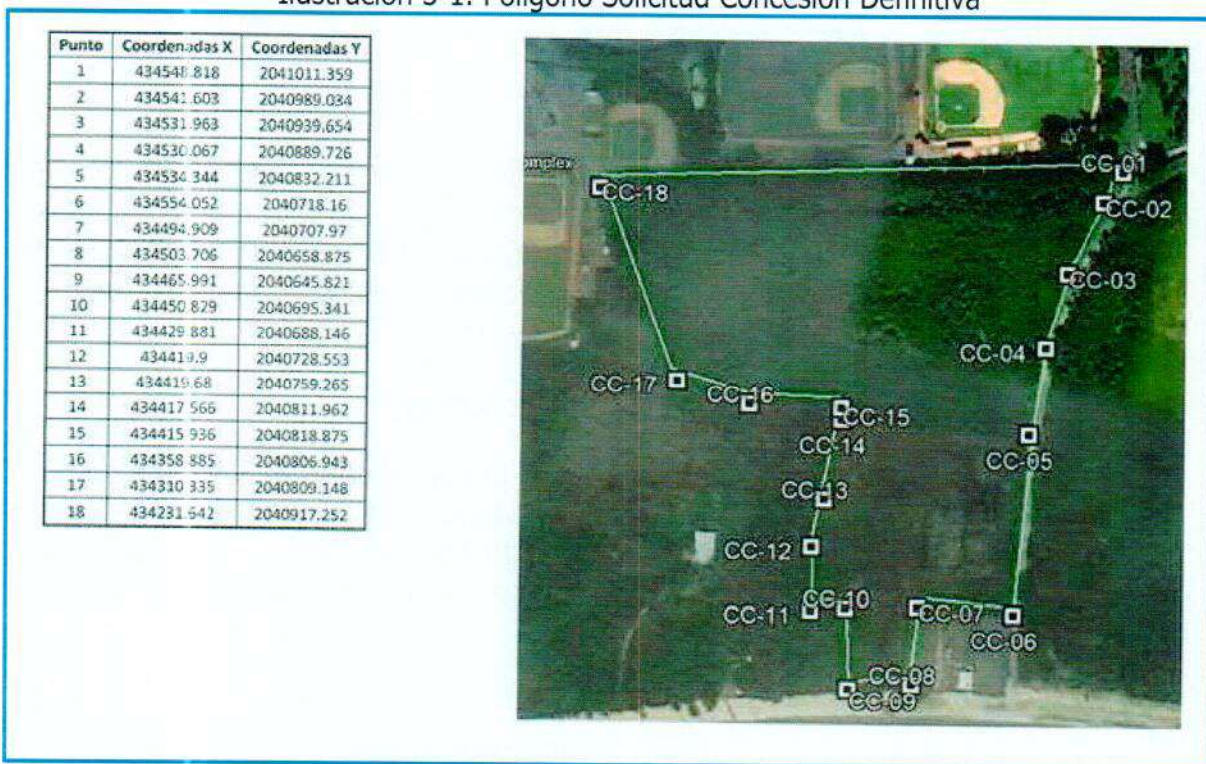 Ilustración 3-1: Polígono Solicitud Concesión Definitiva
Punto Coordenadas X Coordenadas Y
1 434548.818 2041011.359
2 434541.603 2040989.034
3 434531.963 2040939.654
4 434530.067 2040889.726
5 434534.344 2040832.211
6 434554.052 2040718.16
7 434494.909 2040707.97
8 434503.706 2040658.875
9 434465.991 2040645.821
10 434450.829 2040695.341
11 434429.881 2040688.146
12 434419.9 2040728.553
13 434419.68 2040759.265
14 434417.566 2040811.962
15 434415.936 2040818.875
16 434358.885 2040806.943
17 434310.335 2040809.148
18 434231.642 2040917.252
mplex
CC-01
CC-18
CC-02
CC-03
CC-04
CC-17
CC-16
CC-15
CC-14
CC-05
CC-13
CC-12
CC-10
CC-11
CC-07
CC-06
CC-08
CC-09